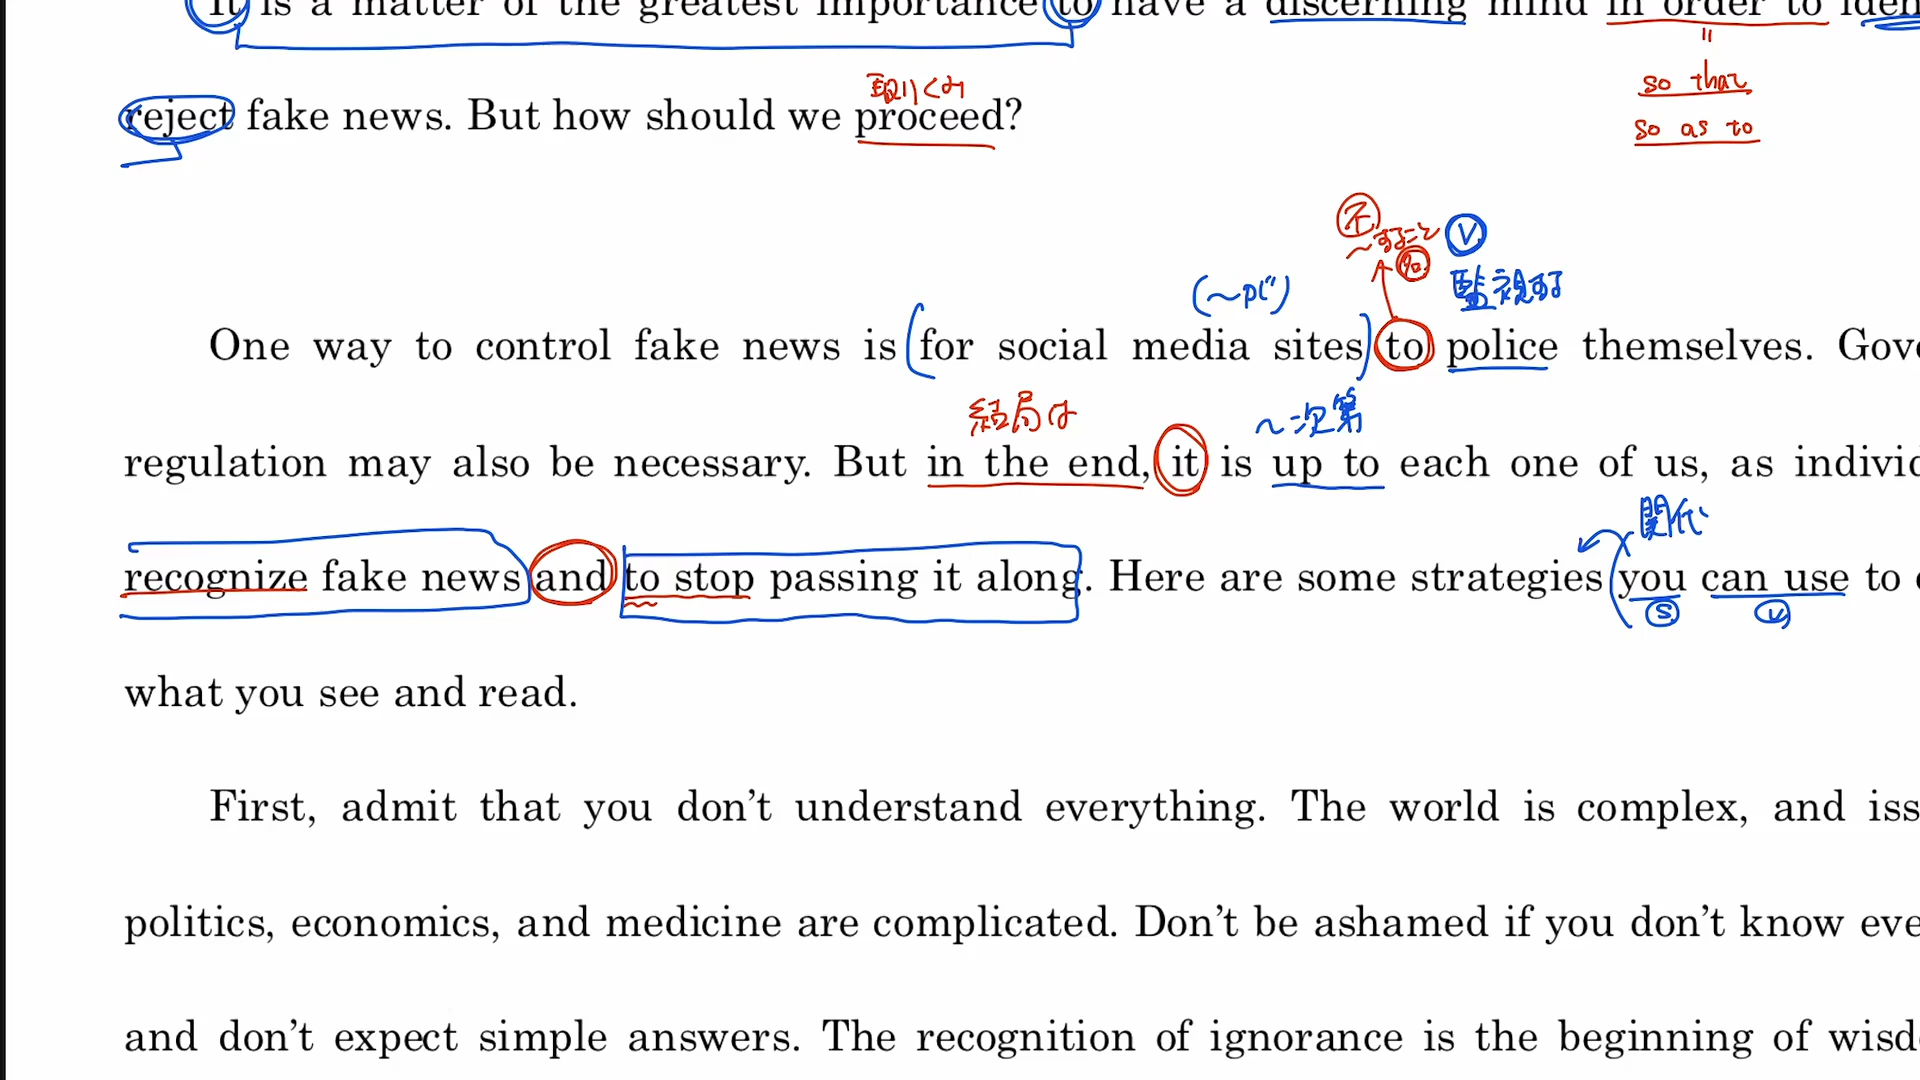 It is a matter of the greatest importance to have a discerning mind in order to iden
〃
取りくみ
so that
reject fake news. But how should we proceed?
so as to
不
〜すること
名
V
(〜が)
監視する
One way to control fake news is (for social media sites) to police themselves. Gove
結局は
〜次第
regulation may also be necessary. But in the end, it is up to each one of us, as individ
関代
recognize fake news and to stop passing it along. Here are some strategies (you can use to e
S
V
what you see and read.
First, admit that you don't understand everything. The world is complex, and iss
politics, economics, and medicine are complicated. Don't be ashamed if you don't know eve
and don't expect simple answers. The recognition of ignorance is the beginning of wisd